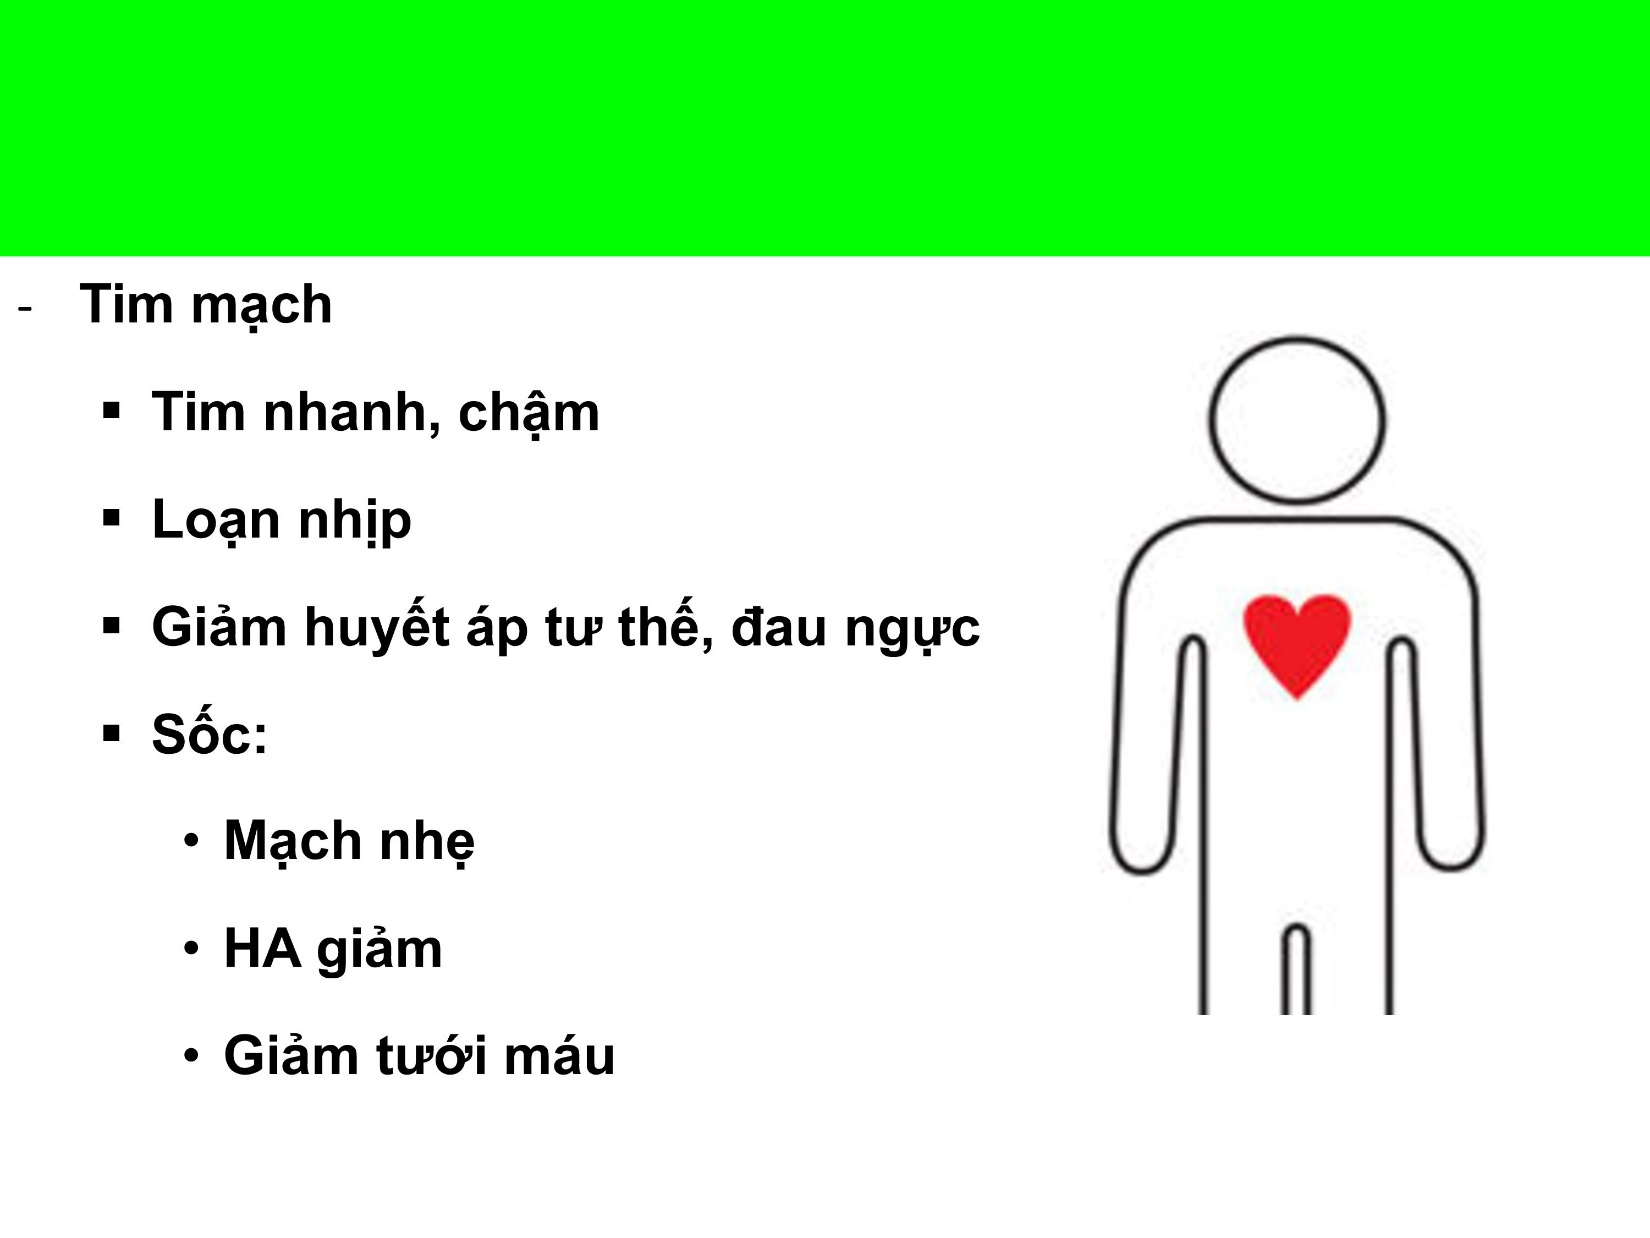 - Tim mạch
▪ Tim nhanh, chậm
▪ Loạn nhịp
▪ Giảm huyết áp tư thế, đau ngực
▪ Sốc:
• Mạch nhẹ
• HA giảm
• Giảm tưới máu